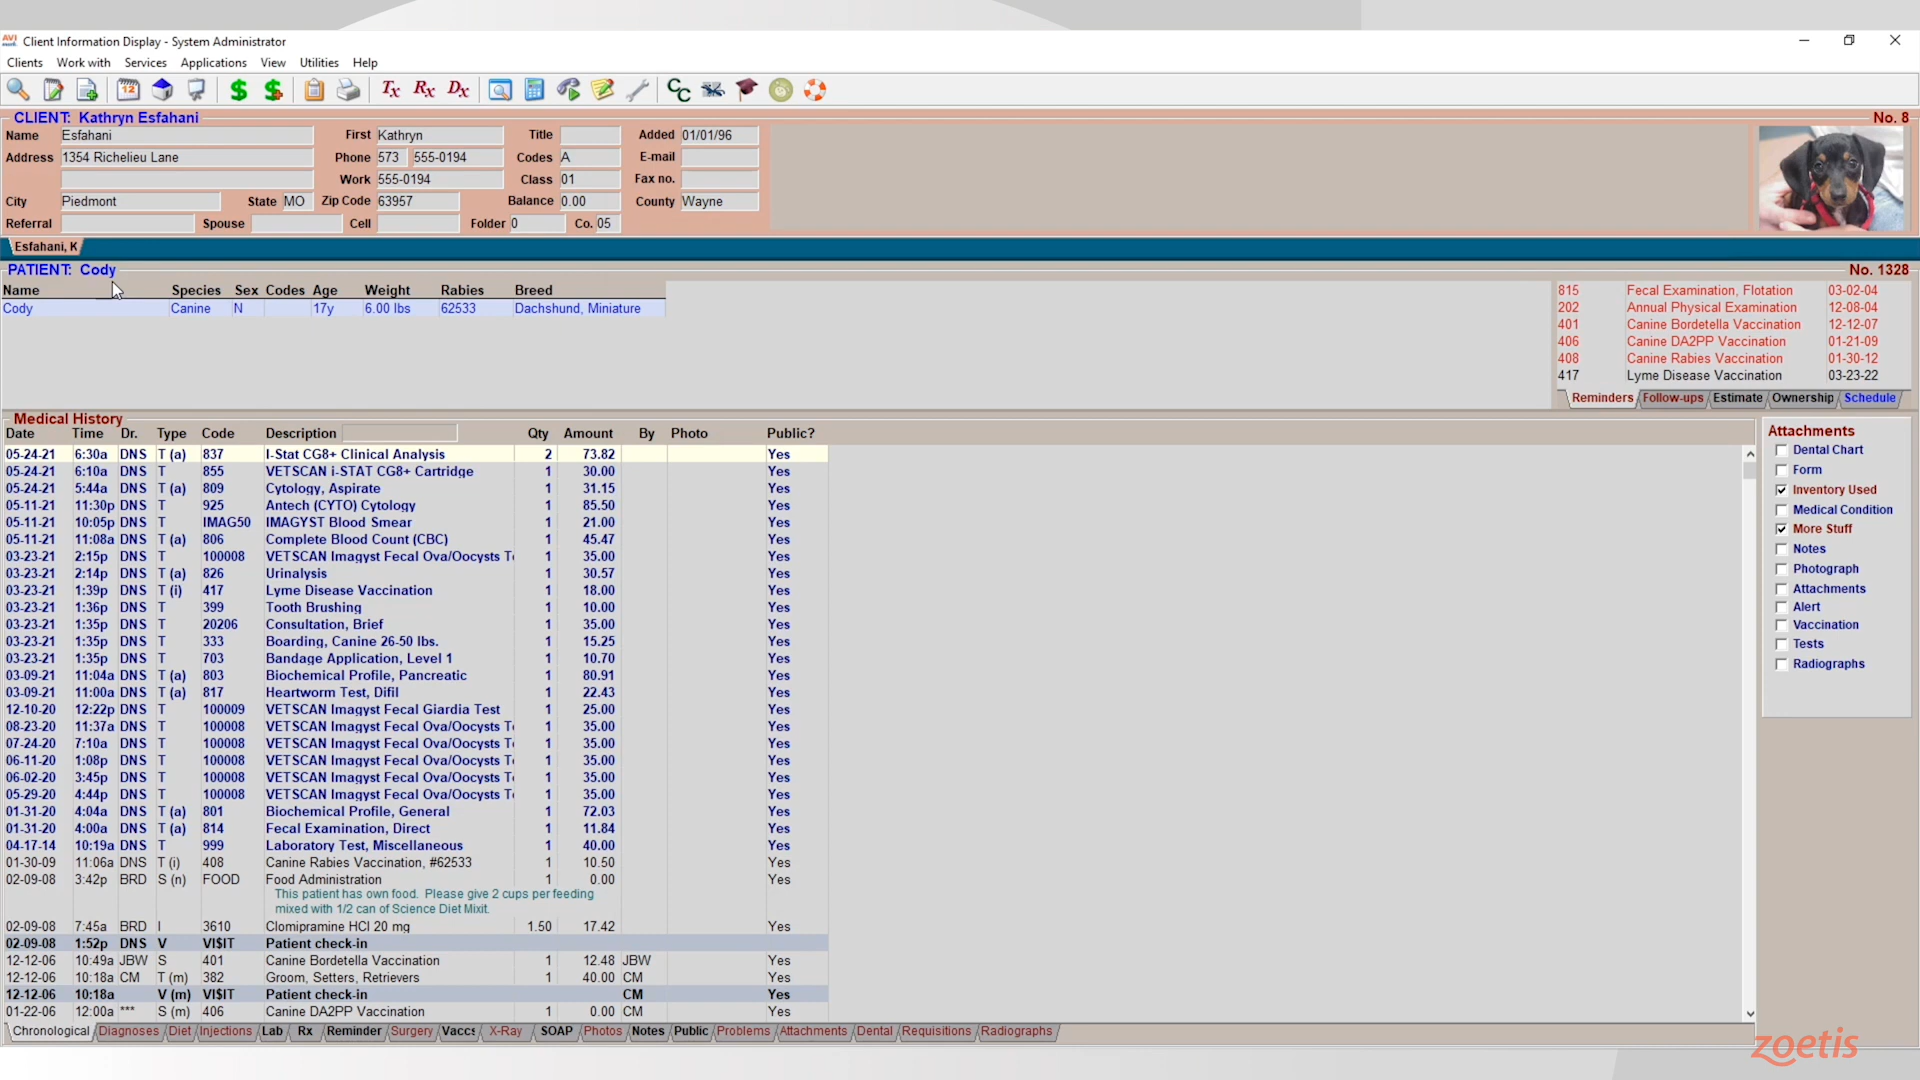 Client Information Display - System Administrator
Clients Work with Services Applications View Utilities Help
12 $ $ Tx Rx Dx
CLIENT: Kathryn Esfahani No. 8
Name Esfahani First Kathryn Title Added 01/01/96
Address 1354 Richelieu Lane Phone 573 555-0194 Codes A E-mail
Work 555-0194 Class 01 Fax no.
City Piedmont State MO Zip Code 63957 Balance 0.00 County Wayne
Referral Spouse Cell Folder 0 Co. 05
Esfahani, K
PATIENT: Cody No. 1328
Name Species Sex Codes Age Weight Rabies Breed
Cody Canine N 17y 6.00 lbs 62533 Dachshund, Miniature
815 Fecal Examination, Flotation 03-02-04
202 Annual Physical Examination 12-08-04
401 Canine Bordetella Vaccination 12-12-07
406 Canine DA2PP Vaccination 01-21-09
408 Canine Rabies Vaccination 01-30-12
417 Lyme Disease Vaccination 03-23-22
Reminders Follow-ups Estimate Ownership Schedule
Medical History
Date Time Dr. Type Code Description Qty Amount By Photo Public?
05-24-21 6:30a DNS T (a) 837 I-Stat CG8+ Clinical Analysis 2 73.82 Yes
05-24-21 6:10a DNS T 855 VETSCAN i-STAT CG8+ Cartridge 1 30.00 Yes
05-24-21 5:44a DNS T (a) 809 Cytology, Aspirate 1 31.15 Yes
05-11-21 11:30p DNS T 925 Antech (CYTO) Cytology 1 85.50 Yes
05-11-21 10:05p DNS T IMAG50 IMAGYST Blood Smear 1 21.00 Yes
05-11-21 11:08a DNS T (a) 806 Complete Blood Count (CBC) 1 45.47 Yes
03-23-21 2:15p DNS T 100008 VETSCAN Imagyst Fecal Ova/Oocysts T 1 35.00 Yes
03-23-21 2:14p DNS T (a) 826 Urinalysis 1 30.57 Yes
03-23-21 1:39p DNS T (i) 417 Lyme Disease Vaccination 1 18.00 Yes
03-23-21 1:36p DNS T 399 Tooth Brushing 1 10.00 Yes
03-23-21 1:35p DNS T 20206 Consultation, Brief 1 35.00 Yes
03-23-21 1:35p DNS T 333 Boarding, Canine 26-50 lbs. 1 15.25 Yes
03-23-21 1:35p DNS T 703 Bandage Application, Level 1 1 10.70 Yes
03-09-21 11:04a DNS T (a) 803 Biochemical Profile, Pancreatic 1 80.91 Yes
03-09-21 11:00a DNS T (a) 817 Heartworm Test, Difil 1 22.43 Yes
12-10-20 12:22p DNS T 100009 VETSCAN Imagyst Fecal Giardia Test 1 25.00 Yes
08-23-20 11:37a DNS T 100008 VETSCAN Imagyst Fecal Ova/Oocysts T 1 35.00 Yes
07-24-20 7:10a DNS T 100008 VETSCAN Imagyst Fecal Ova/Oocysts T 1 35.00 Yes
06-11-20 1:08p DNS T 100008 VETSCAN Imagyst Fecal Ova/Oocysts T 1 35.00 Yes
06-02-20 3:45p DNS T 100008 VETSCAN Imagyst Fecal Ova/Oocysts T 1 35.00 Yes
05-29-20 4:44p DNS T 100008 VETSCAN Imagyst Fecal Ova/Oocysts T 1 35.00 Yes
01-31-20 4:04a DNS T (a) 801 Biochemical Profile, General 1 72.03 Yes
01-31-20 4:00a DNS T (a) 814 Fecal Examination, Direct 1 11.84 Yes
04-17-14 10:19a DNS T 999 Laboratory Test, Miscellaneous 1 40.00 Yes
01-30-09 11:06a DNS T (i) 408 Canine Rabies Vaccination, #62533 1 10.50 Yes
02-09-08 3:42p BRD S (n) FOOD Food Administration 1 0.00 Yes
This patient has own food. Please give 2 cups per feeding
mixed with 1/2 can of Science Diet Mixit.
02-09-08 7:45a BRD I 3610 Clomipramine HCl 20 mg 1.50 17.42 Yes
02-09-08 1:52p DNS V VI$IT Patient check-in
12-12-06 10:49a JBW S 401 Canine Bordetella Vaccination 1 12.48 JBW Yes
12-12-06 10:18a CM T (m) 382 Groom, Setters, Retrievers 1 40.00 CM Yes
12-12-06 10:18a V (m) VI$IT Patient check-in CM Yes
01-22-06 12:00a *** S (m) 406 Canine DA2PP Vaccination 1 0.00 CM Yes
Chronological Diagnoses Diet Injections Lab Rx Reminder Surgery Vaccs X-Ray SOAP Photos Notes Public Problems Attachments Dental Requisitions Radiographs
Attachments
Dental Chart
Form
Inventory Used
Medical Condition
More Stuff
Notes
Photograph
Attachments
Alert
Vaccination
Tests
Radiographs
zoetis